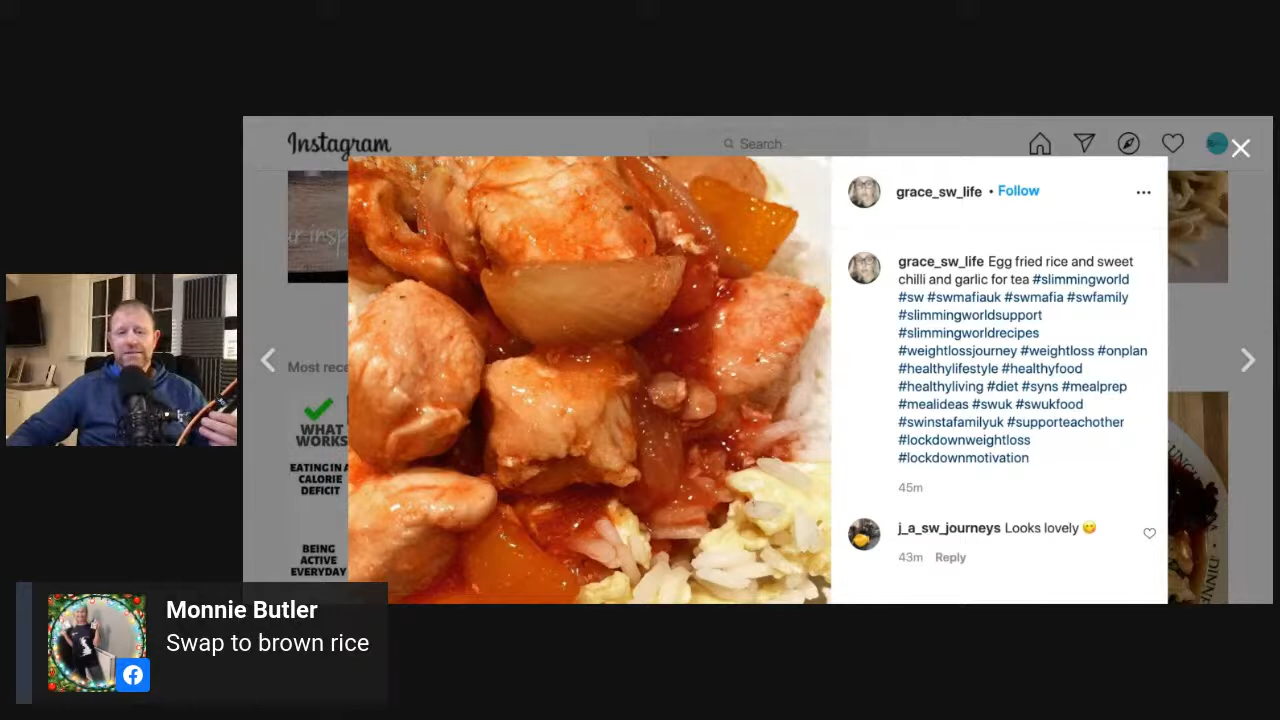 Instagram
Search
ur insp
Most rece
WHAT
WORKS
EATING IN A
CALORIE
DEFICIT
BEING
ACTIVE
EVERYDAY
grace_sw_life • Follow
grace_sw_life Egg fried rice and sweet
chilli and garlic for tea #slimmingworld
#sw #swmafiauk #swmafia #swfamily
#slimmingworldsupport
#slimmingworldrecipes
#weightlossjourney #weightloss #onplan
#healthylifestyle #healthyfood
#healthyliving #diet #syns #mealprep
#mealideas #swuk #swukfood
#swinstafamilyuk #supporteachother
#lockdownweightloss
#lockdownmotivation
45m
j_a_sw_journeys Looks lovely 😋
43m Reply
DINNE
Monnie Butler
Swap to brown rice